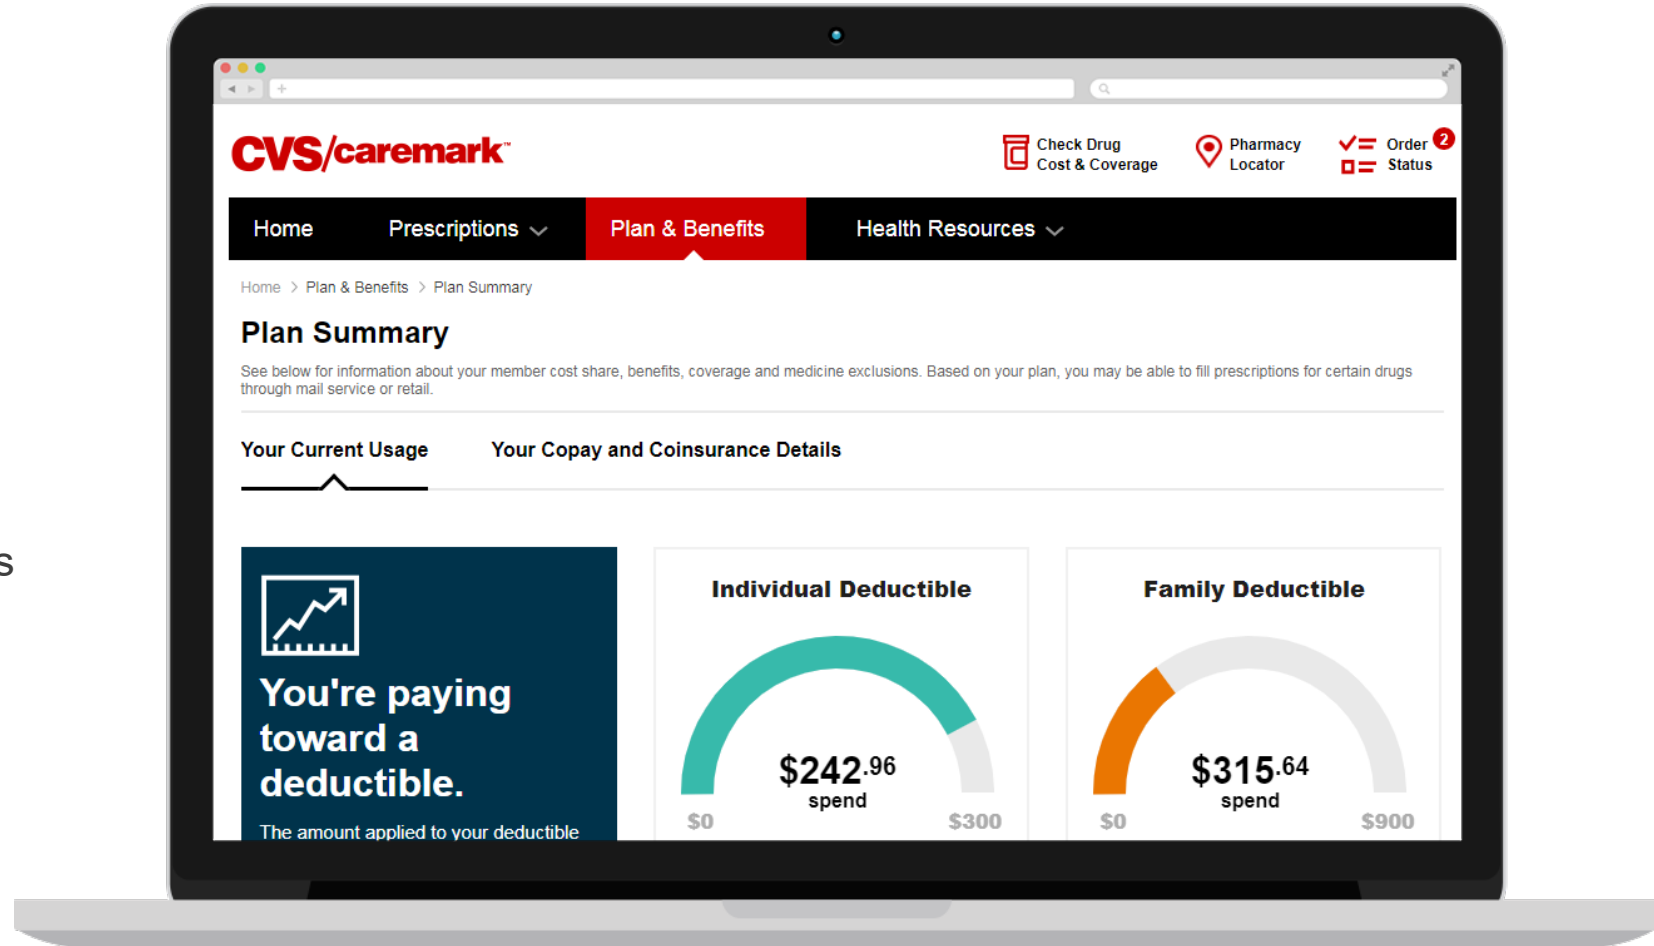 CVS/caremark™
Check Drug
Cost & Coverage
Pharmacy
Locator
Order 2
Status
Home Prescriptions Plan & Benefits Health Resources
Home > Plan & Benefits > Plan Summary
Plan Summary
See below for information about your member cost share, benefits, coverage and medicine exclusions. Based on your plan, you may be able to fill prescriptions for certain drugs
through mail service or retail.
Your Current Usage Your Copay and Coinsurance Details
s
You're paying
toward a
deductible.
The amount applied to your deductible
Individual Deductible
$242.96
spend
$0 $300
Family Deductible
$315.64
spend
$0 $900